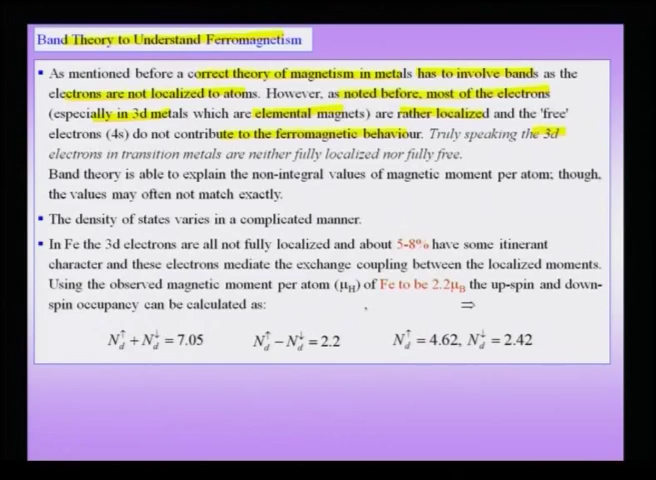 Band Theory to Understand Ferromagnetism
▪ As mentioned before a correct theory of magnetism in metals has to involve bands as the
electrons are not localized to atoms. However, as noted before, most of the electrons
(especially in 3d metals which are elemental magnets) are rather localized and the 'free'
electrons (4s) do not contribute to the ferromagnetic behaviour. Truly speaking the 3d
electrons in transition metals are neither fully localized nor fully free.
Band theory is able to explain the non-integral values of magnetic moment per atom; though,
the values may often not match exactly.
▪ The density of states varies in a complicated manner.
▪ In Fe the 3d electrons are all not fully localized and about 5-8% have some itinerant
character and these electrons mediate the exchange coupling between the localized moments.
Using the observed magnetic moment per atom (μH) of Fe to be 2.2μB the up-spin and down-
spin occupancy can be calculated as: ⇒
N_d^↑ + N_d^↓ = 7.05 N_d^↑ − N_d^↓ = 2.2 N_d^↑ = 4.62, N_d^↓ = 2.42